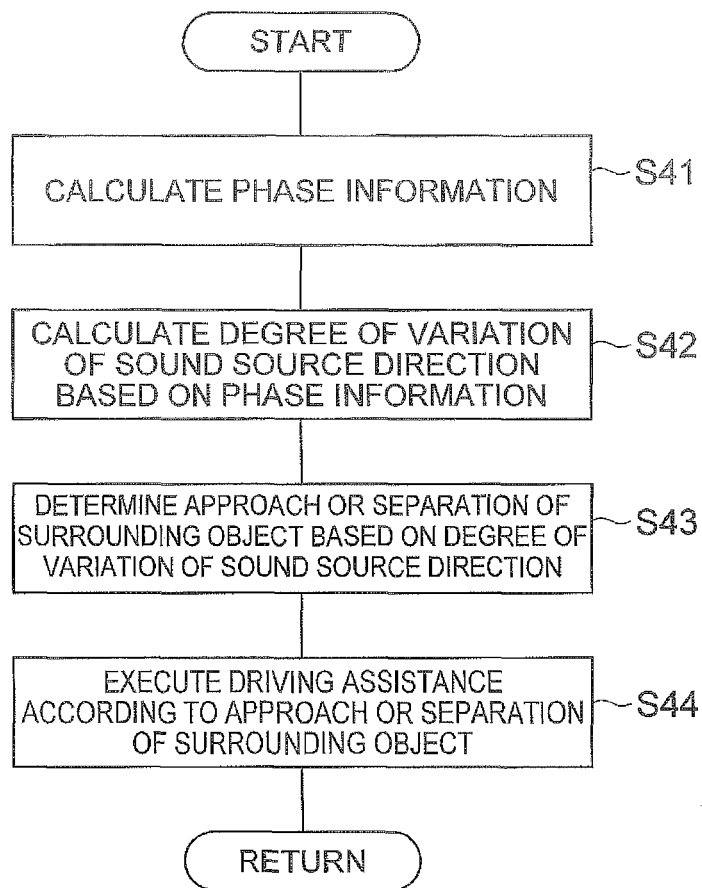 START
CALCULATE PHASE INFORMATION
S41
CALCULATE DEGREE OF VARIATION
OF SOUND SOURCE DIRECTION
BASED ON PHASE INFORMATION
S42
DETERMINE APPROACH OR SEPARATION OF
SURROUNDING OBJECT BASED ON DEGREE OF
VARIATION OF SOUND SOURCE DIRECTION
S43
EXECUTE DRIVING ASSISTANCE
ACCORDING TO APPROACH OR SEPARATION
OF SURROUNDING OBJECT
S44
RETURN